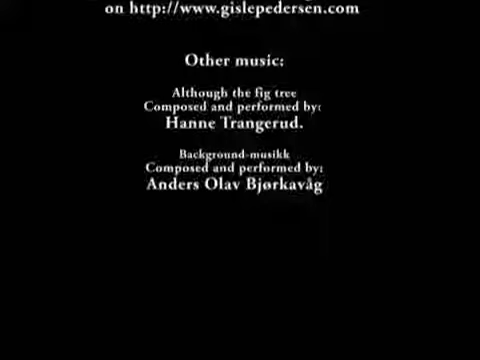 on http://www.gislepedersen.com
Other music:
Although the fig tree
Composed and performed by:
Hanne Trangerud.
Background-musikk
Composed and performed by:
Anders Olav Bjørkavåg